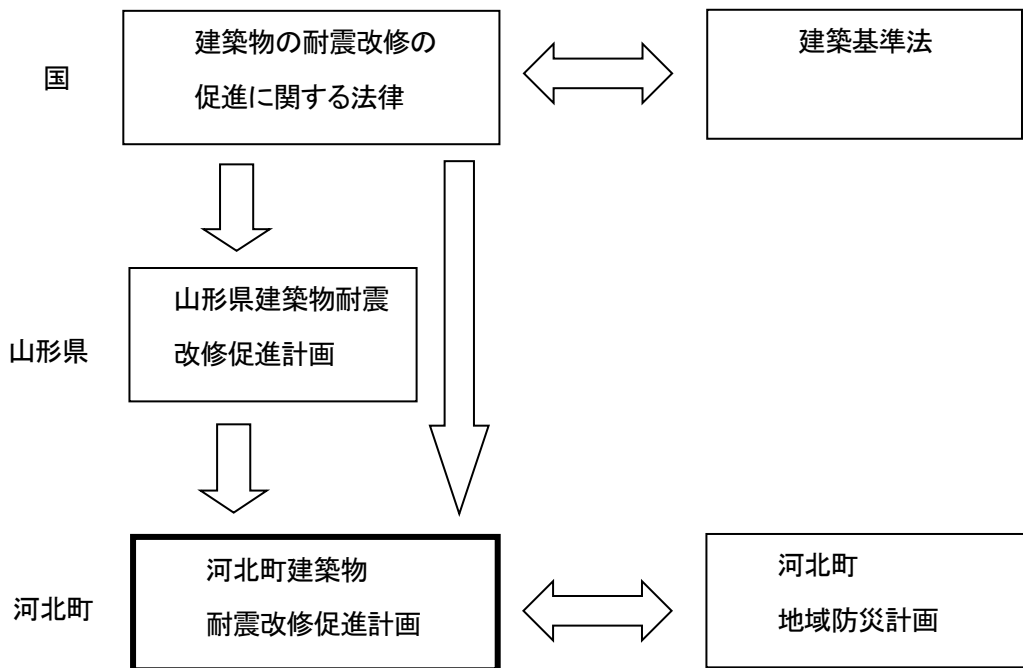 建築物の耐震改修の
促進に関する法律
建築基準法
国
山形県建築物耐震
改修促進計画
山形県
河北町建築物
耐震改修促進計画
河北町
地域防災計画
河北町